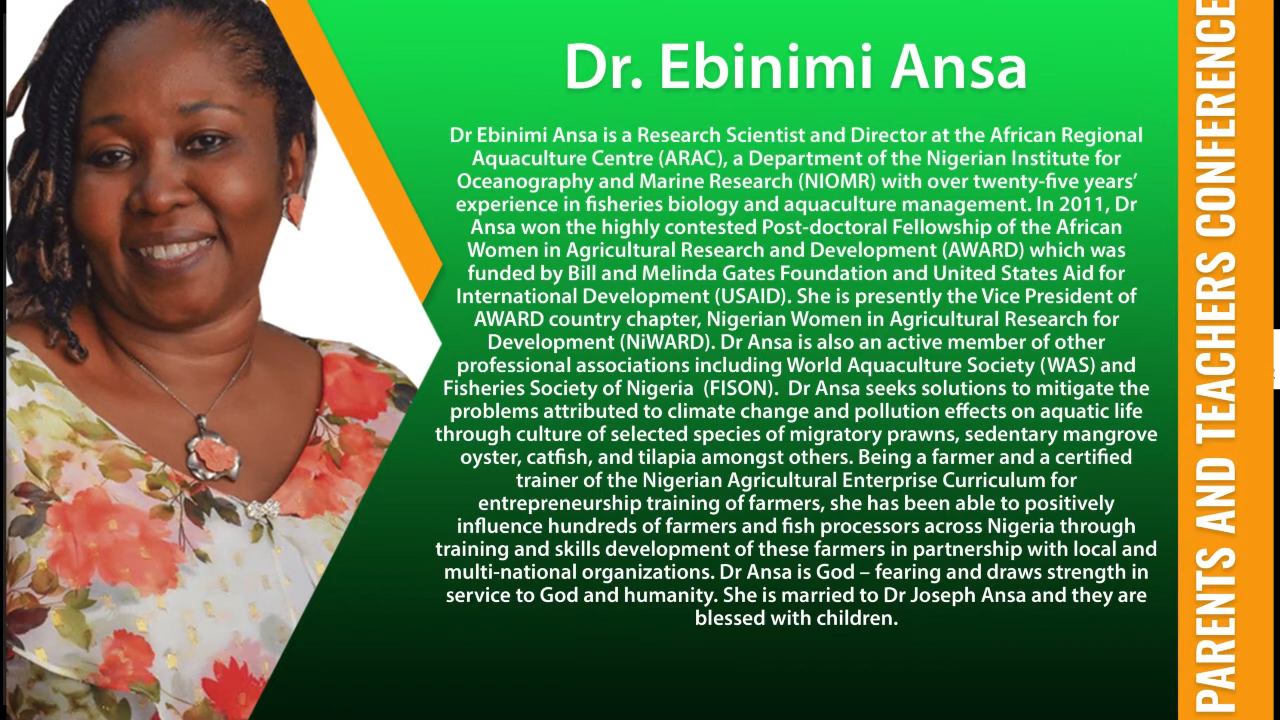 Dr. Ebinimi Ansa
Dr Ebinimi Ansa is a Research Scientist and Director at the African Regional
Aquaculture Centre (ARAC), a Department of the Nigerian Institute for
Oceanography and Marine Research (NIOMR) with over twenty-five years’
experience in fisheries biology and aquaculture management. In 2011, Dr
Ansa won the highly contested Post-doctoral Fellowship of the African
Women in Agricultural Research and Development (AWARD) which was
funded by Bill and Melinda Gates Foundation and United States Aid for
International Development (USAID). She is presently the Vice President of
AWARD country chapter, Nigerian Women in Agricultural Research for
Development (NiWARD). Dr Ansa is also an active member of other
professional associations including World Aquaculture Society (WAS) and
Fisheries Society of Nigeria (FISON). Dr Ansa seeks solutions to mitigate the
problems attributed to climate change and pollution effects on aquatic life
through culture of selected species of migratory prawns, sedentary mangrove
oyster, catfish, and tilapia amongst others. Being a farmer and a certified
trainer of the Nigerian Agricultural Enterprise Curriculum for
entrepreneurship training of farmers, she has been able to positively
influence hundreds of farmers and fish processors across Nigeria through
training and skills development of these farmers in partnership with local and
multi-national organizations. Dr Ansa is God – fearing and draws strength in
service to God and humanity. She is married to Dr Joseph Ansa and they are
blessed with children.
PARENTS AND TEACHERS CONFERENCE